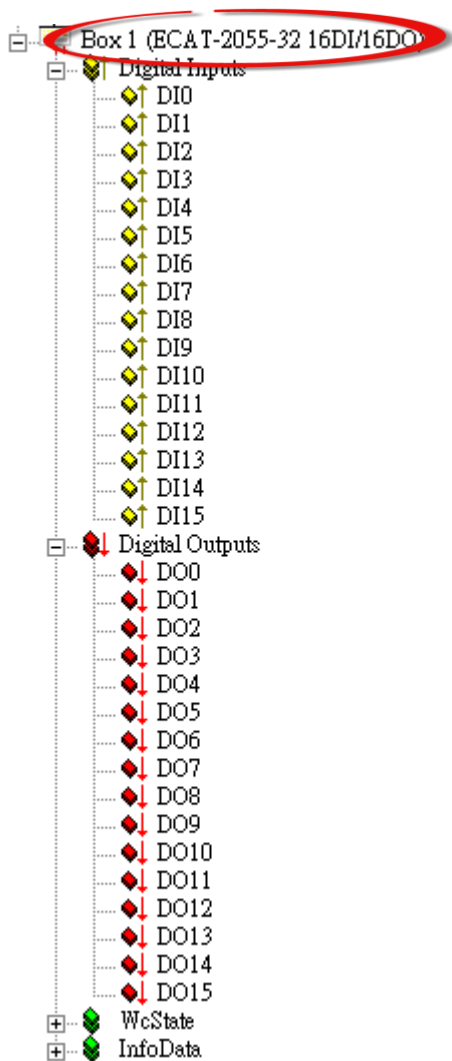 Box 1 (ECAT-2055-32 16DI/16DO)
Digital Inputs
DI0
DI1
DI2
DI3
DI4
DI5
DI6
DI7
DI8
DI9
DI10
DI11
DI12
DI13
DI14
DI15
Digital Outputs
DO0
DO1
DO2
DO3
DO4
DO5
DO6
DO7
DO8
DO9
DO10
DO11
DO12
DO13
DO14
DO15
WcState
InfoData